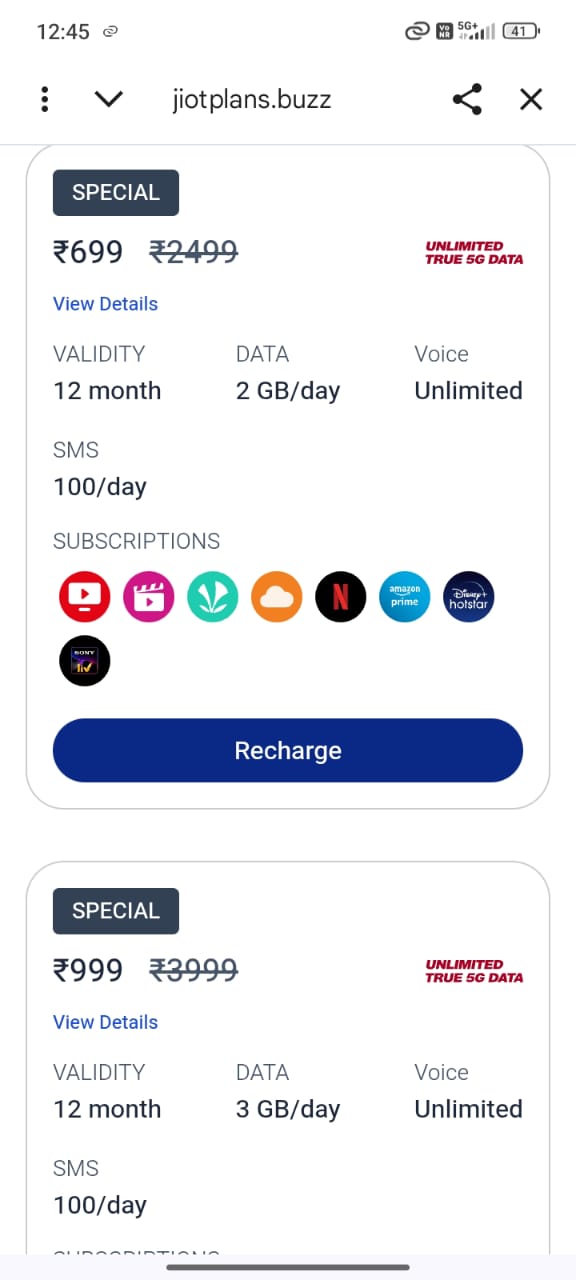 12:45 VoNR 5G+ 41
jiotplans.buzz
SPECIAL
₹699 ₹2499 UNLIMITED
TRUE 5G DATA
View Details
VALIDITY DATA Voice
12 month 2 GB/day Unlimited
SMS
100/day
SUBSCRIPTIONS
N amazon prime Disney+ hotstar
SONY liv
Recharge
SPECIAL
₹999 ₹3999 UNLIMITED
TRUE 5G DATA
View Details
VALIDITY DATA Voice
12 month 3 GB/day Unlimited
SMS
100/day
SUBSCRIPTIONS